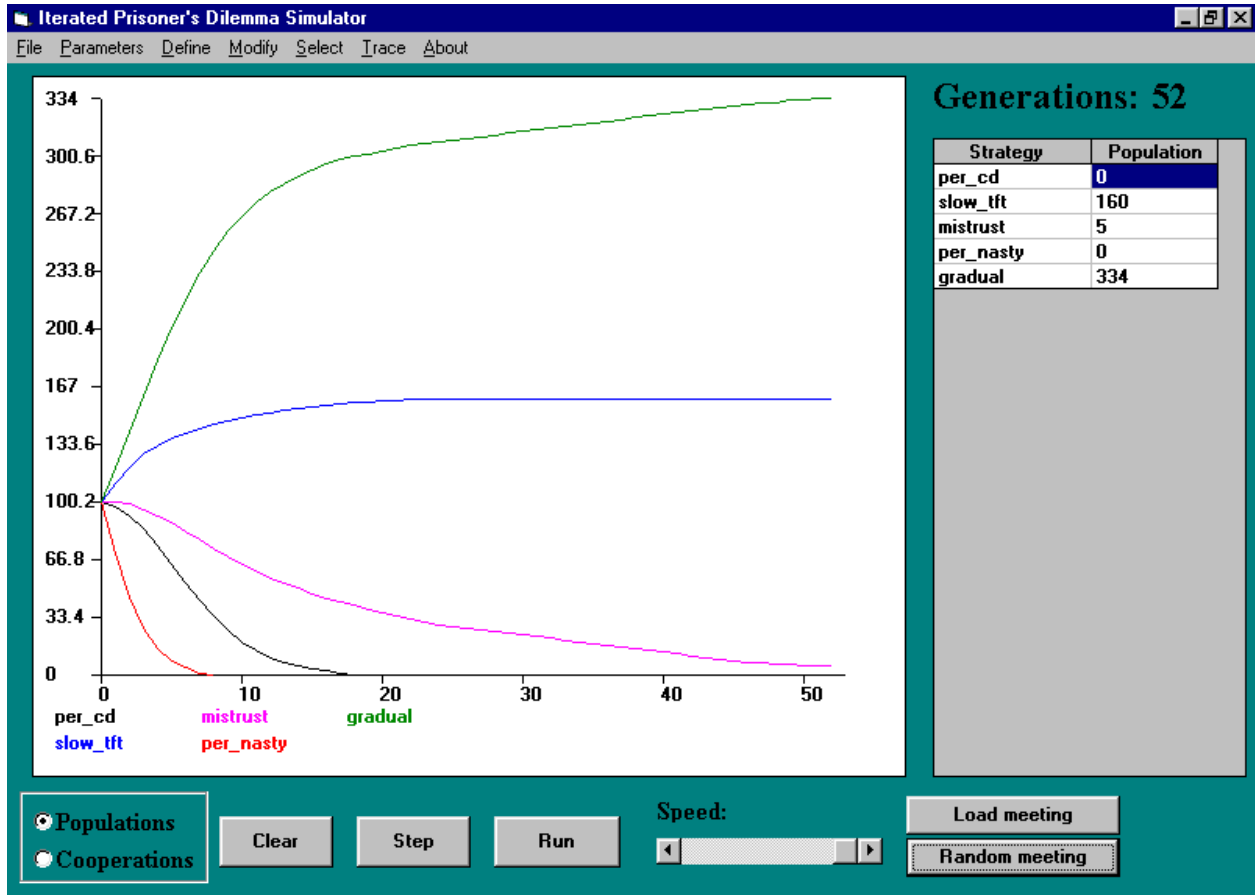 Iterated Prisoner's Dilemma Simulator
File Parameters Define Modify Select Trace About
334
300.6
267.2
233.8
200.4
167
133.6
100.2
66.8
33.4
0
0 10 20 30 40 50
per_cd mistrust gradual
slow_tft per_nasty
Generations: 52
Strategy Population
per_cd 0
slow_tft 160
mistrust 5
per_nasty 0
gradual 334
Populations
Cooperations
Clear
Step
Run
Speed:
Load meeting
Random meeting